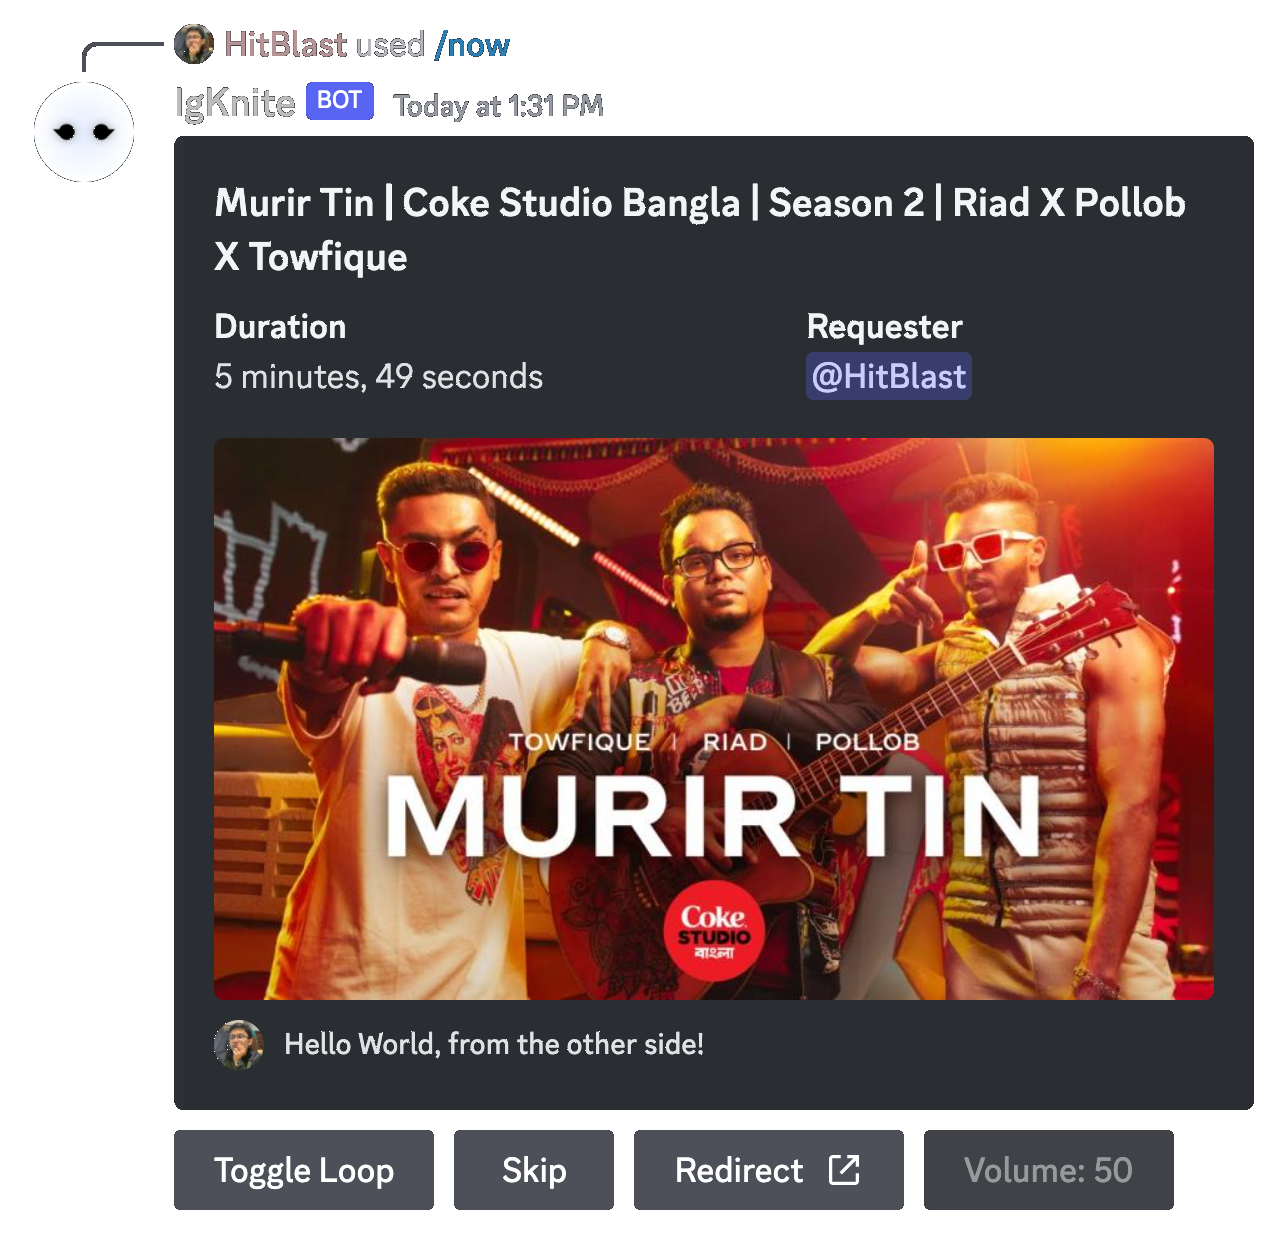 HitBlast used /now
IgKnite BOT Today at 1:31 PM
Murir Tin | Coke Studio Bangla | Season 2 | Riad X Pollob
X Towfique
Duration
Requester
5 minutes, 49 seconds
@HitBlast
TOWFIQUE | RIAD | POLLOB
MURIR TIN
Coke
STUDIO
বাংলা
Hello World, from the other side!
Toggle Loop
Skip
Redirect
Volume: 50